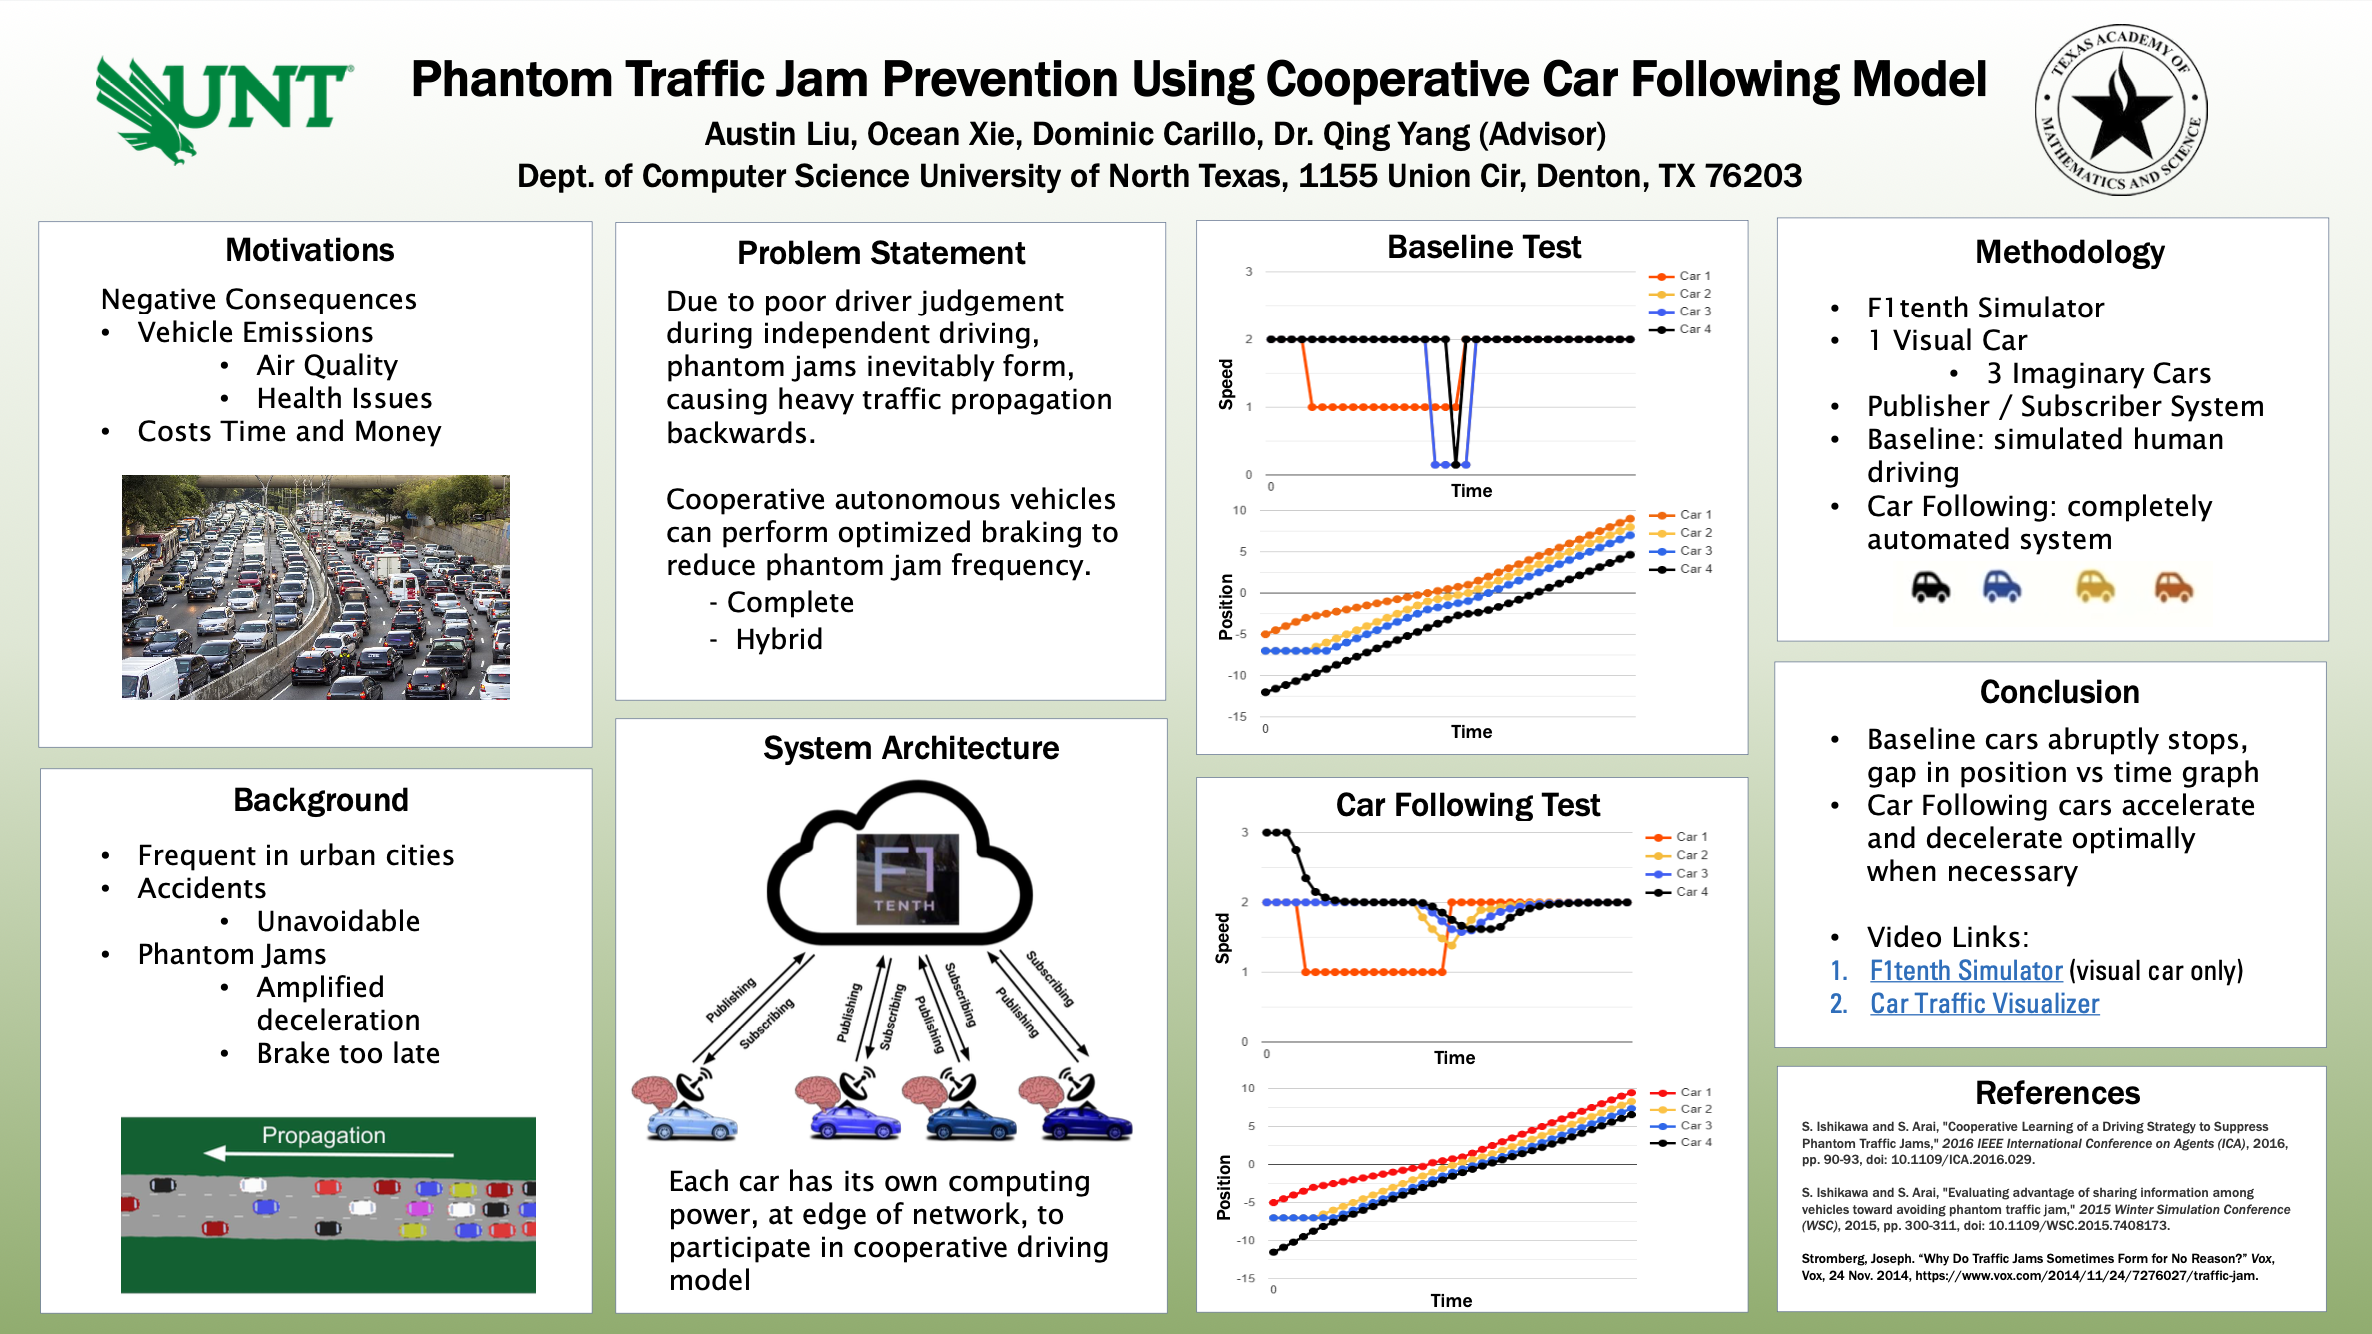 UNT
Phantom Traffic Jam Prevention Using Cooperative Car Following Model
Austin Liu, Ocean Xie, Dominic Carillo, Dr. Qing Yang (Advisor)
Dept. of Computer Science University of North Texas, 1155 Union Cir, Denton, TX 76203
TEXAS ACADEMY OF
MATHEMATICS AND SCIENCE
Motivations
Negative Consequences
• Vehicle Emissions
• Air Quality
• Health Issues
• Costs Time and Money
Background
• Frequent in urban cities
• Accidents
• Unavoidable
• Phantom Jams
• Amplified
deceleration
• Brake too late
Propagation
Problem Statement
Due to poor driver judgement
during independent driving,
phantom jams inevitably form,
causing heavy traffic propagation
backwards.
Cooperative autonomous vehicles
can perform optimized braking to
reduce phantom jam frequency.
- Complete
- Hybrid
System Architecture
F1
TENTH
Publishing
Subscribing
Publishing
Subscribing
Publishing
Subscribing
Publishing
Subscribing
Each car has its own computing
power, at edge of network, to
participate in cooperative driving
model
Baseline Test
3
2
1
0
0
Speed
Time
Car 1
Car 2
Car 3
Car 4
10
5
0
-5
-10
-15
0
Position
Time
Car 1
Car 2
Car 3
Car 4
Car Following Test
3
2
1
0
0
Speed
Time
Car 1
Car 2
Car 3
Car 4
10
5
0
-5
-10
-15
0
Position
Time
Car 1
Car 2
Car 3
Car 4
Methodology
• F1tenth Simulator
• 1 Visual Car
• 3 Imaginary Cars
• Publisher / Subscriber System
• Baseline: simulated human
driving
• Car Following: completely
automated system
Conclusion
• Baseline cars abruptly stops,
gap in position vs time graph
• Car Following cars accelerate
and decelerate optimally
when necessary
• Video Links:
1. F1tenth Simulator (visual car only)
2. Car Traffic Visualizer
References
S. Ishikawa and S. Arai, "Cooperative Learning of a Driving Strategy to Suppress
Phantom Traffic Jams," 2016 IEEE International Conference on Agents (ICA), 2016,
pp. 90-93, doi: 10.1109/ICA.2016.029.
S. Ishikawa and S. Arai, "Evaluating advantage of sharing information among
vehicles toward avoiding phantom traffic jam," 2015 Winter Simulation Conference
(WSC), 2015, pp. 300-311, doi: 10.1109/WSC.2015.7408173.
Stromberg, Joseph. “Why Do Traffic Jams Sometimes Form for No Reason?” Vox,
Vox, 24 Nov. 2014, https://www.vox.com/2014/11/24/7276027/traffic-jam.